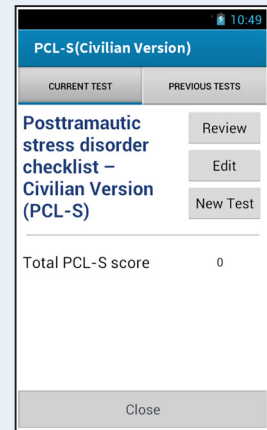 10:49
PCL-S(Civilian Version)
CURRENT TEST PREVIOUS TESTS
Posttramautic
stress disorder
checklist –
Civilian Version
(PCL-S)
Review
Edit
New Test
Total PCL-S score 0
Close